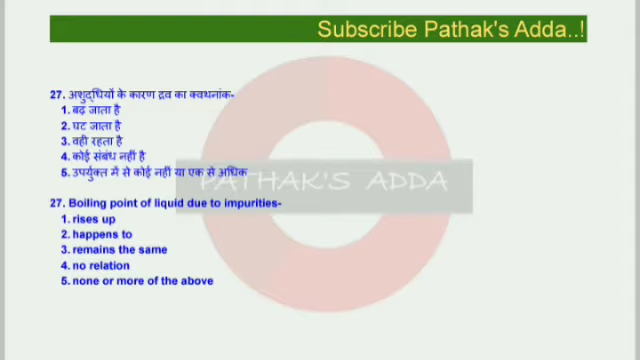 Subscribe Pathak's Adda..!
27. अशुद्धियों के कारण द्रव का क्वथनांक-
1. बढ़ जाता है
2. घट जाता है
3. वही रहता है
4. कोई संबंध नहीं है
5. उपर्युक्त में से कोई नहीं या एक से अधिक
PATHAK'S ADDA
27. Boiling point of liquid due to impurities-
1. rises up
2. happens to
3. remains the same
4. no relation
5. none or more of the above